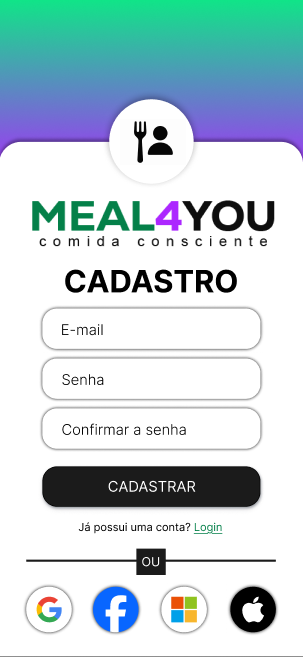 MEAL4YOU
comida consciente
CADASTRO
E-mail
Senha
Confirmar a senha
CADASTRAR
Já possui uma conta? Login
OU